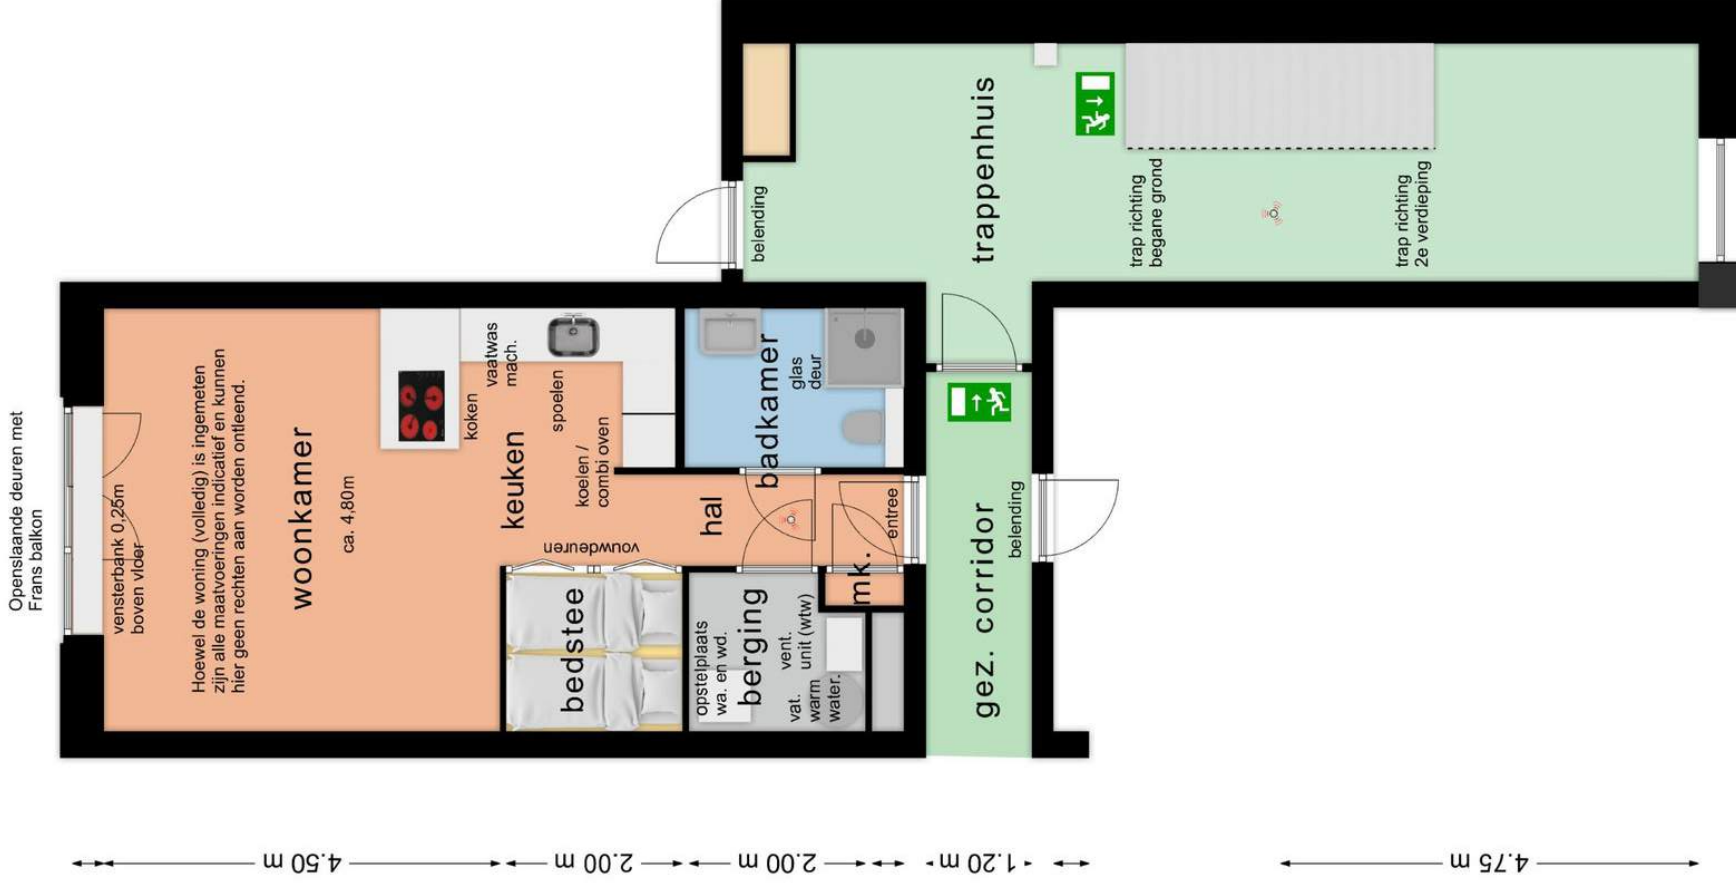 Openslaande deuren met
Frans balkon
vensterbank 0,25m
boven vloer
Hoewel de woning (volledig) is ingemeten
zijn alle maatvoeringen indicatief en kunnen
hier geen rechten aan worden ontleend.
woonkamer
ca. 4,80m
koken
vaatwas
mach.
keuken
spoelen
koelen /
combi oven
vouwdeuren
bedstee
hal
badkamer
glas
deur
opstelplaats
wa. en wd.
berging
vent.
unit (wtw)
vat.
warm
water.
mk.
entree
belending
trappenhuis
gez. corridor
belending
trap richting
begane grond
trap richting
2e verdieping
4.50 m
2.00 m
2.00 m
1.20 m
4.75 m